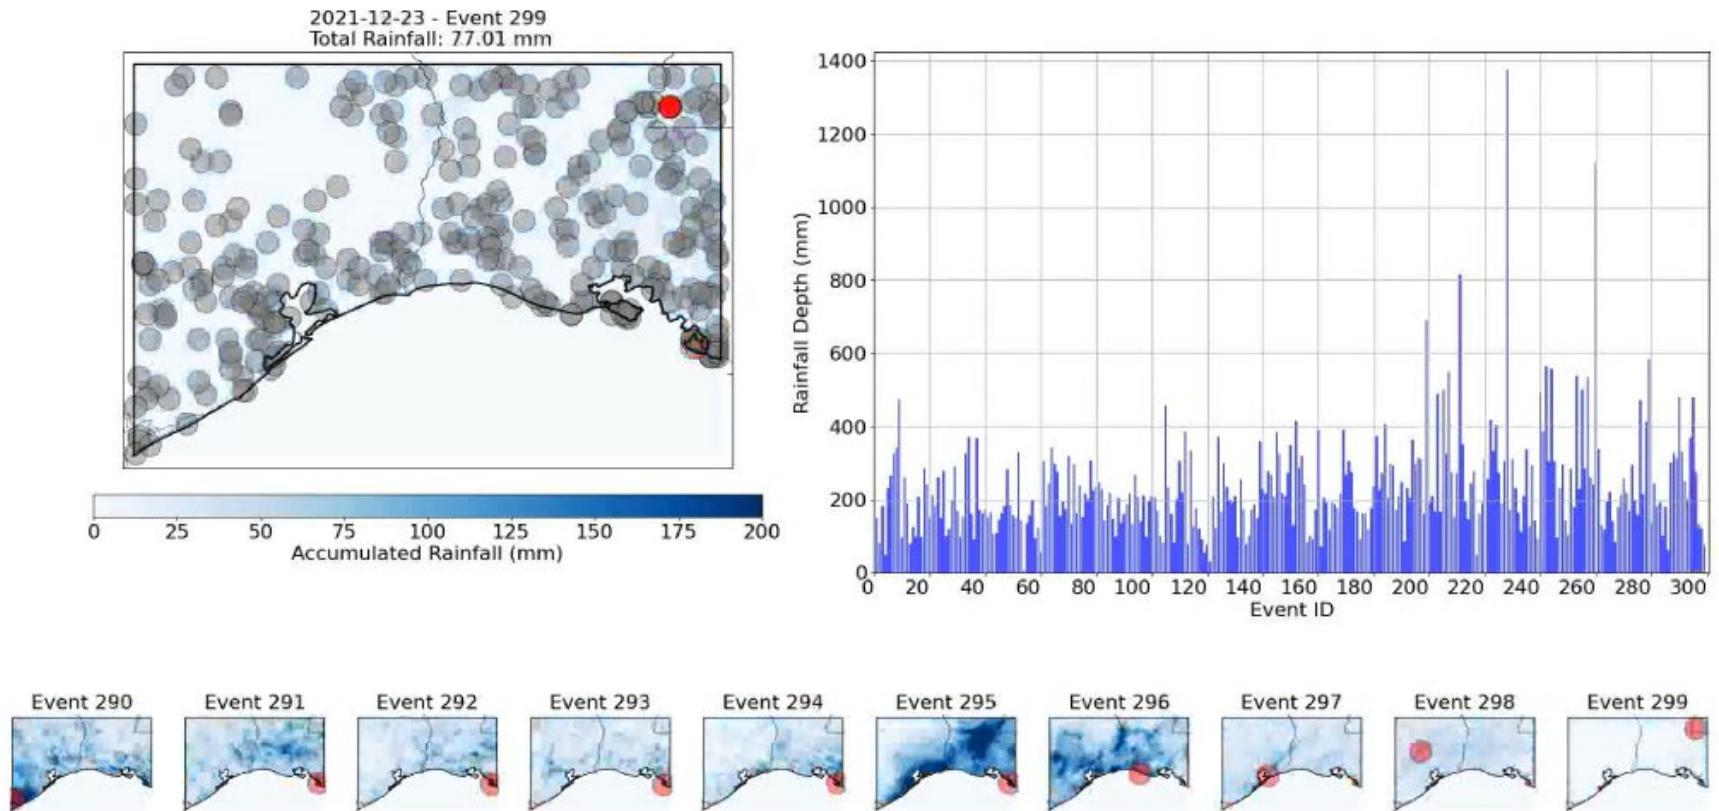 2021-12-23 - Event 299
Total Rainfall: 77.01 mm
0 25 50 75 100 125 150 175 200
Accumulated Rainfall (mm)
1400
1200
1000
800
600
400
200
0
Rainfall Depth (mm)
0 20 40 60 80 100 120 140 160 180 200 220 240 260 280 300
Event ID
Event 290 Event 291 Event 292 Event 293 Event 294 Event 295 Event 296 Event 297 Event 298 Event 299